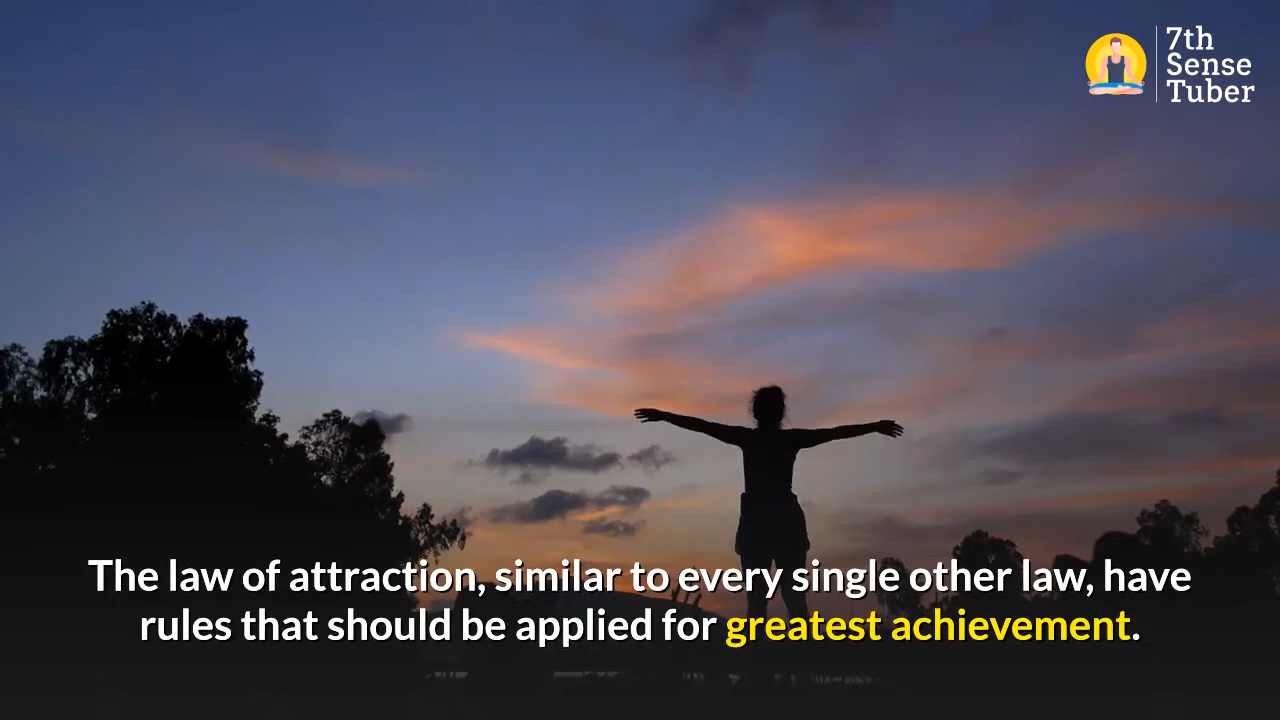 7th
Sense
Tuber
The law of attraction, similar to every single other law, have
rules that should be applied for greatest achievement.